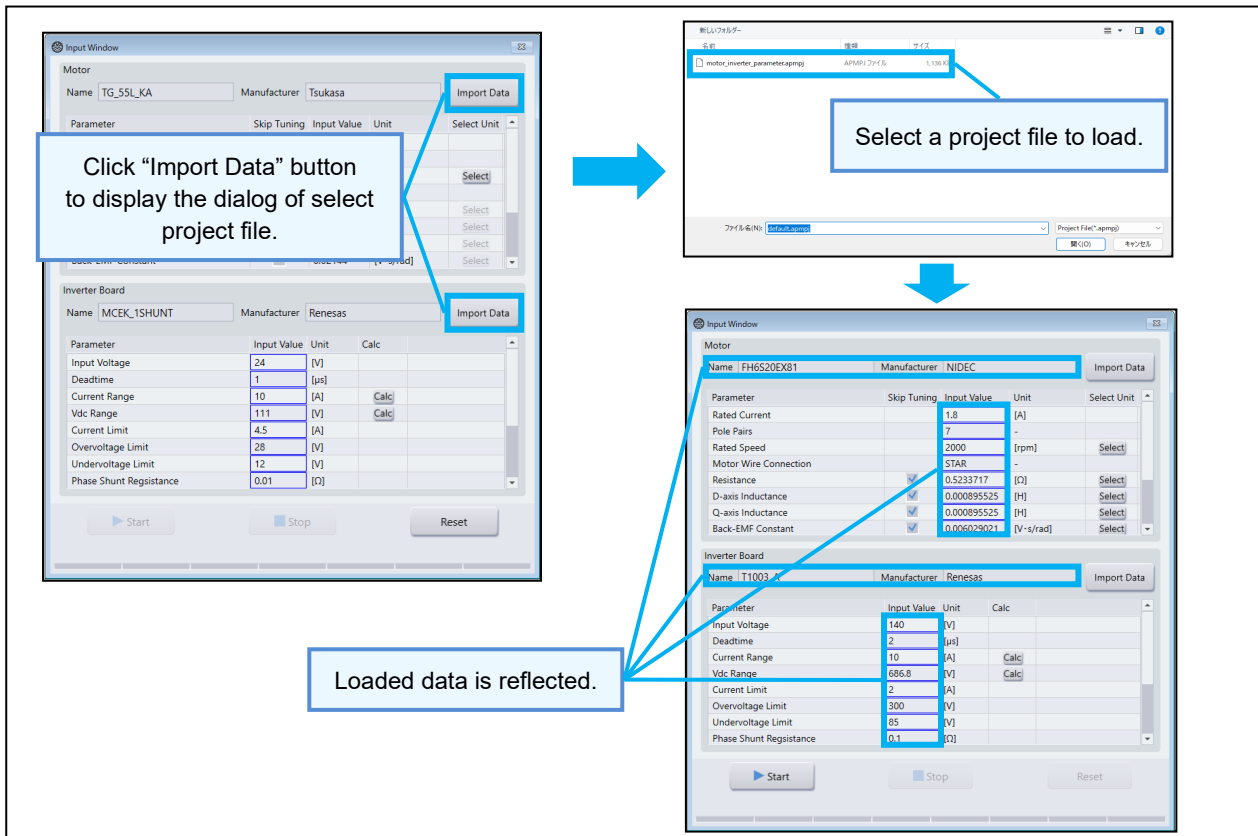 Input Window
Motor
Name TG_55L_KA Manufacturer Tsukasa Import Data
Parameter Skip Tuning Input Value Unit Select Unit
Select
Select
Select
Select
Click “Import Data” button
to display the dialog of select
project file.
Inverter Board
Name MCEK_1SHUNT Manufacturer Renesas Import Data
Parameter Input Value Unit Calc
Input Voltage 24 [V]
Deadtime 1 [µs]
Current Range 10 [A] Calc
Vdc Range 111 [V] Calc
Current Limit 4.5 [A]
Overvoltage Limit 28 [V]
Undervoltage Limit 12 [V]
Phase Shunt Regsistance 0.01 [Ω]
Start Stop Reset
新しいフォルダー
名前 種類 サイズ
motor_inverter_parameter.apmpj APMPJ ファイル 1,136
Select a project file to load.
ファイル名(N): default.apmpj Project File(*.apmpj)
開く(O) キャンセル
Input Window
Motor
Name FH6S20EX81 Manufacturer NIDEC Import Data
Parameter Skip Tuning Input Value Unit Select Unit
Rated Current 1.8 [A]
Pole Pairs 7 -
Rated Speed 2000 [rpm] Select
Motor Wire Connection STAR -
Resistance 0.5233717 [Ω] Select
D-axis Inductance 0.000895525 [H] Select
Q-axis Inductance 0.000895525 [H] Select
Back-EMF Constant 0.006029021 [V·s/rad] Select
Inverter Board
Name T1003_A Manufacturer Renesas Import Data
Parameter Input Value Unit Calc
Input Voltage 140 [V]
Deadtime 2 [µs]
Current Range 10 [A] Calc
Vdc Range 686.8 [V] Calc
Current Limit 2 [A]
Overvoltage Limit 300 [V]
Undervoltage Limit 85 [V]
Phase Shunt Regsistance 0.1 [Ω]
Start Stop Reset
Loaded data is reflected.